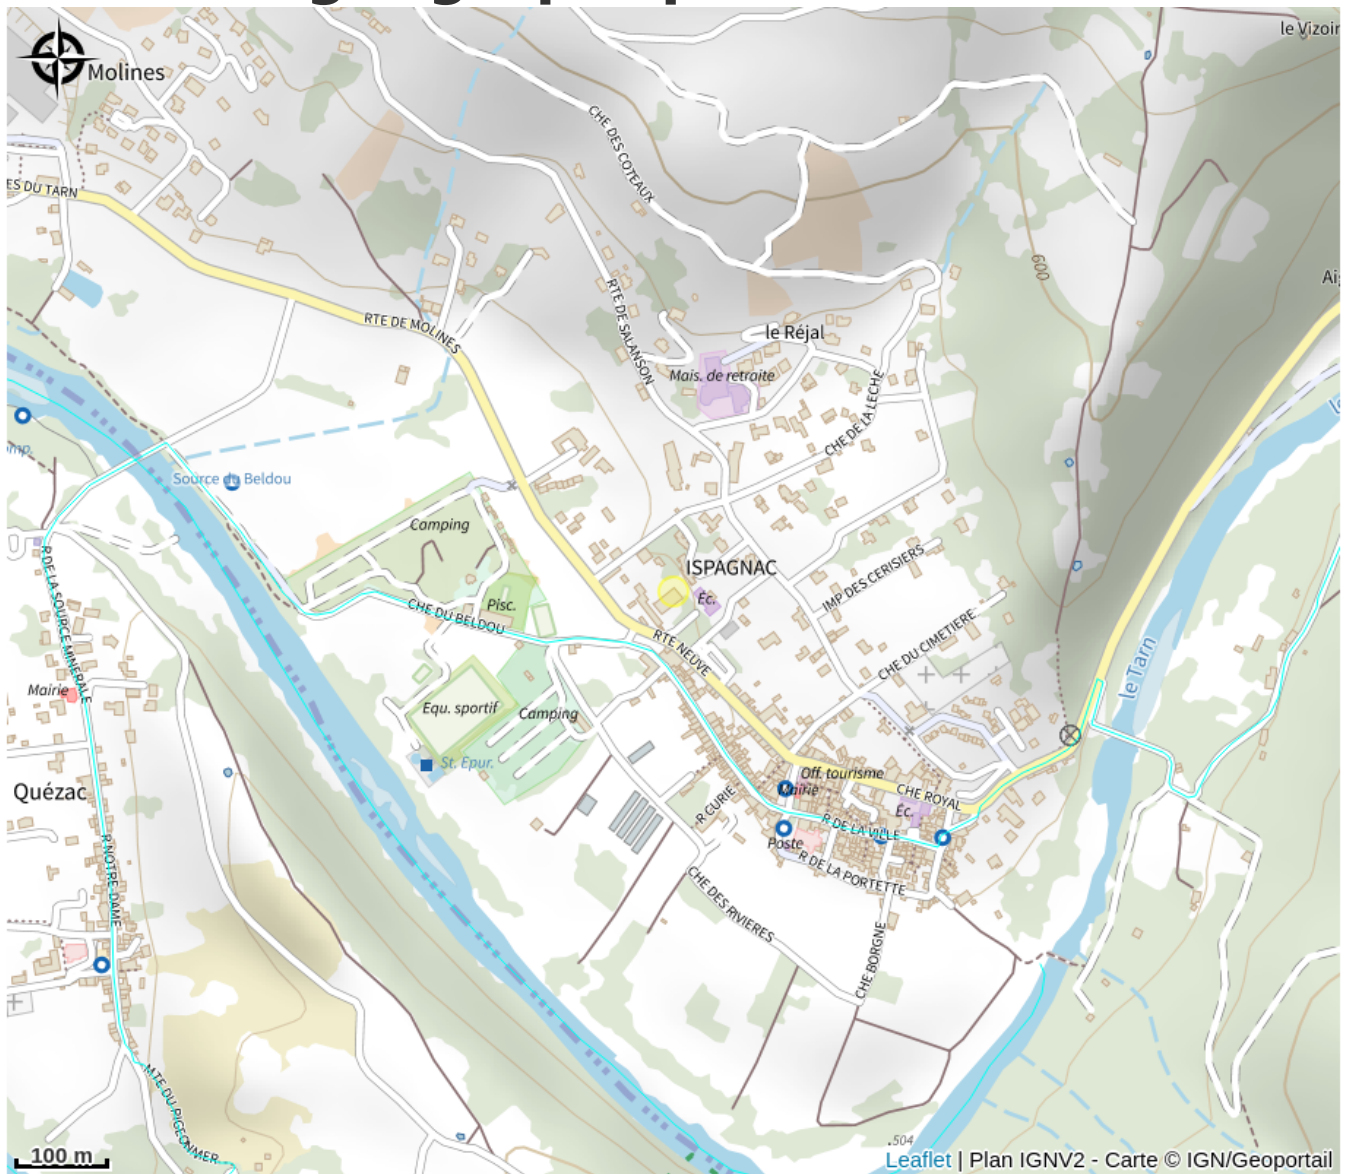 le Vizoir
Molines
CHE DES COTEAUX
ES DU TARN
600
RTE DE SALANSON
RTE DE MOLINES
le Réjal
Mais. de retraite
CHE DE LA LECHE
omp.
Source du Beldou
Camping
ISPAGNAC
Éc.
IMP DES CERISIERS
Pisc.
CHE DU BELDOU
RTE NEUVE
CHE DU CIMETIERE
le Tarn
R DE LA SOURCE MINERALE
Mairie
Equ. sportif
Camping
St. Epur.
Quézac
Off. tourisme
Mairie
CHE ROYAL
R CURIE
Éc.
R DE LA VILLE
Poste
R DE LA PORTETTE
R NOTRE-DAME
CHE DES RIVIERES
CHE BORGNE
MTE DU PIGEONNIER
504
100 m
Leaflet | Plan IGNV2 - Carte © IGN/Geoportail